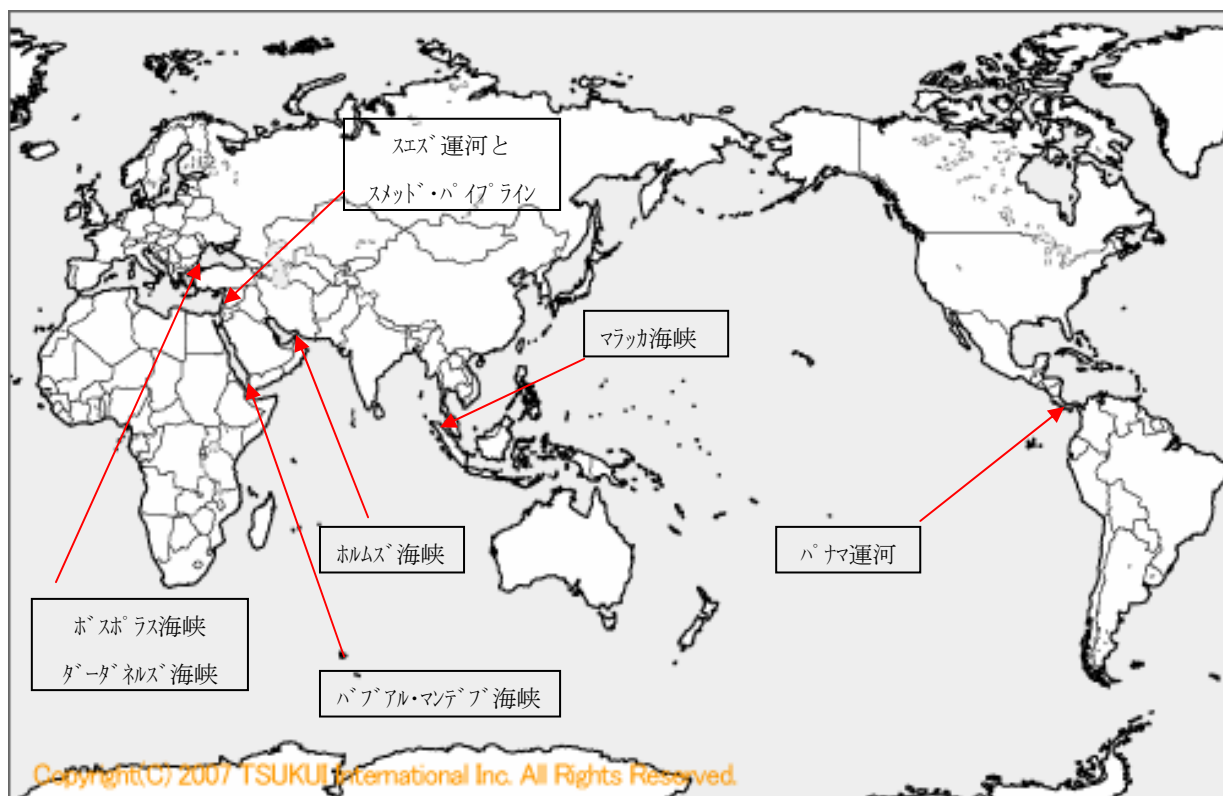 スエズ運河と
スメッド・パイプライン
マラッカ海峡
ホルムズ海峡
パナマ運河
ボスポラス海峡
ダーダネルズ海峡
バブアル・マンデブ海峡
Copyright(C) 2007 TSUKUI International Inc. All Rights Reserved.